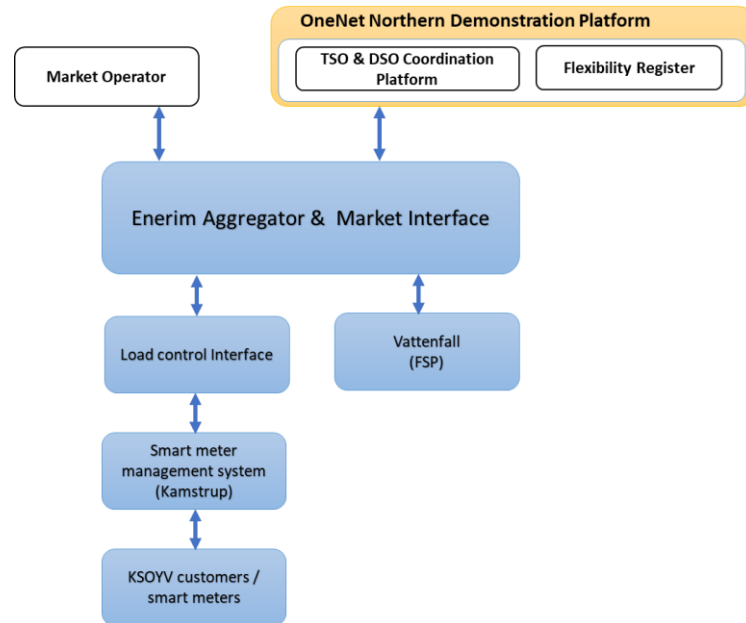 OneNet Northern Demonstration Platform
Market Operator
TSO & DSO Coordination
Platform
Flexibility Register
Enerim Aggregator & Market Interface
Load control Interface
Vattenfall
(FSP)
Smart meter
management system
(Kamstrup)
KSOYV customers /
smart meters